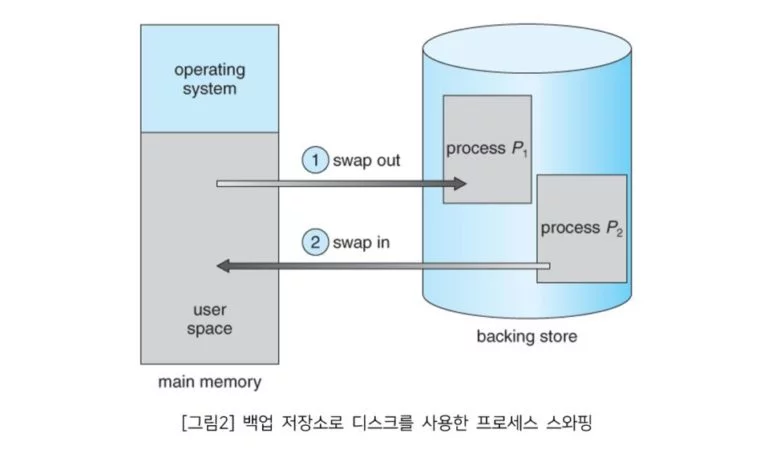 operating
system
1 swap out
process P1
2 swap in
process P2
user
space
backing store
main memory
[그림2] 백업 저장소로 디스크를 사용한 프로세스 스와핑